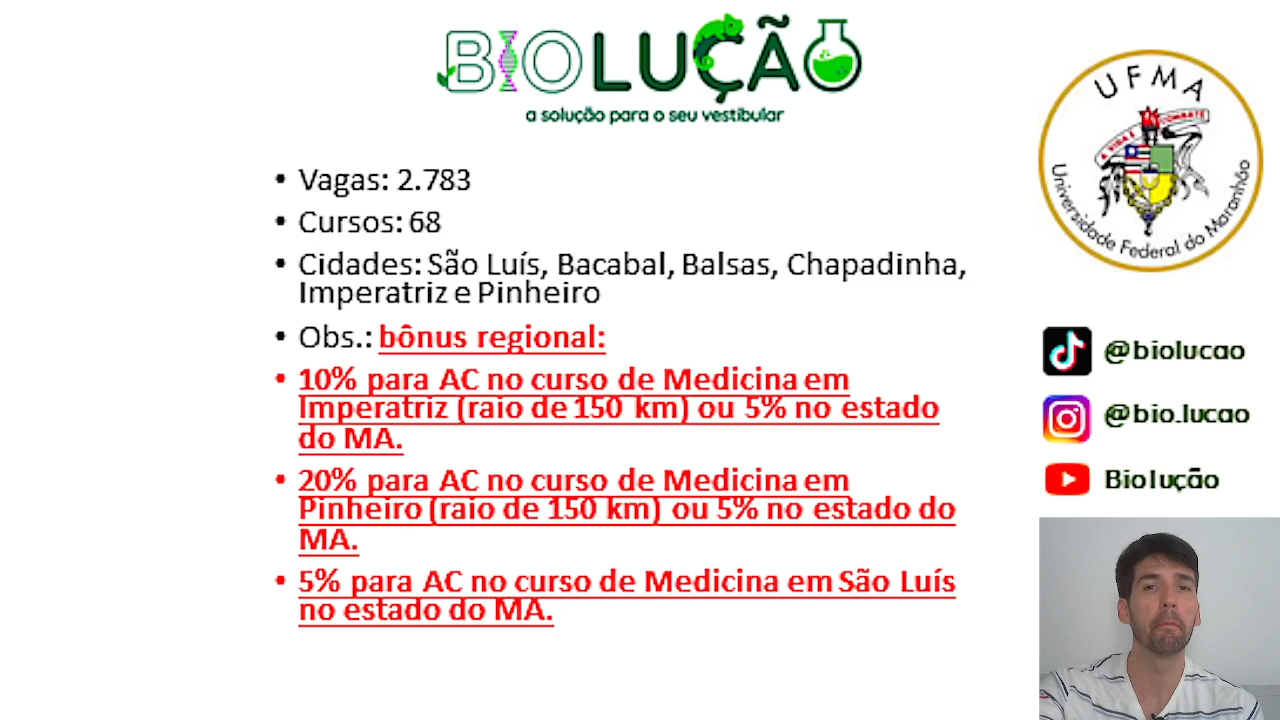 BIOLUÇÃO
a solução para o seu vestibular
• Vagas: 2.783
• Cursos: 68
• Cidades: São Luís, Bacabal, Balsas, Chapadinha,
Imperatriz e Pinheiro
• Obs.: bônus regional:
• 10% para AC no curso de Medicina em
Imperatriz (raio de 150 km) ou 5% no estado
do MA.
• 20% para AC no curso de Medicina em
Pinheiro (raio de 150 km) ou 5% no estado do
MA.
• 5% para AC no curso de Medicina em São Luís
no estado do MA.
UFMA
A VIDA É COMBATE
Universidade Federal do Maranhão
@biolucao
@bio.lucao
Biolução